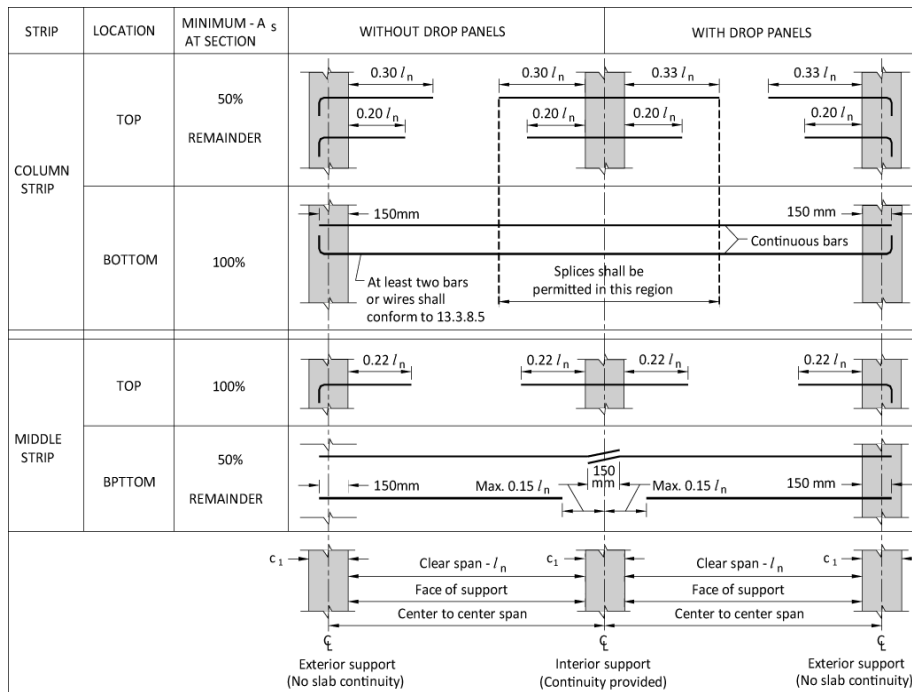 STRIP
LOCATION
MINIMUM - A s
AT SECTION
WITHOUT DROP PANELS
WITH DROP PANELS
COLUMN
STRIP
TOP
50%
REMAINDER
0.30 l n
0.30 l n
0.33 l n
0.33 l n
0.20 l n
0.20 l n
0.20 l n
0.20 l n
BOTTOM
100%
150mm
150 mm
Continuous bars
At least two bars
or wires shall
conform to 13.3.8.5
Splices shall be
permitted in this region
MIDDLE
STRIP
TOP
100%
0.22 l n
0.22 l n
0.22 l n
0.22 l n
BPTTOM
50%
REMAINDER
150
mm
150mm
Max. 0.15 l n
Max. 0.15 l n
150 mm
c 1
Clear span - l n
c 1
Clear span - l n
c 1
Face of support
Face of support
Center to center span
Center to center span
℄
℄
℄
Exterior support
(No slab continuity)
Interior support
(Continuity provided)
Exterior support
(No slab continuity)